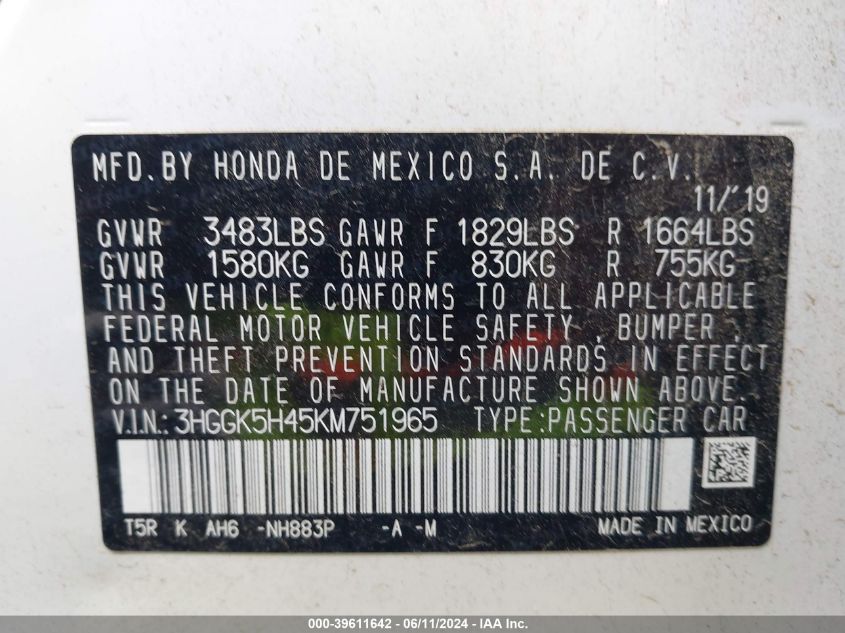 MFD. BY HONDA DE MEXICO S.A. DE C.V.
11/'19
GVWR 3483LBS GAWR F 1829LBS R 1664LBS
GVWR 1580KG GAWR F 830KG R 755KG
THIS VEHICLE CONFORMS TO ALL APPLICABLE
FEDERAL MOTOR VEHICLE SAFETY , BUMPER ,
AND THEFT PREVENTION STANDARDS IN EFFECT
ON THE DATE OF MANUFACTURE SHOWN ABOVE.
V.I.N.: 3HGGK5H45KM751965 TYPE:PASSENGER CAR
T5R K AH6 -NH883P -A -M MADE IN MEXICO
000-39611642 - 06/11/2024 - IAA Inc.